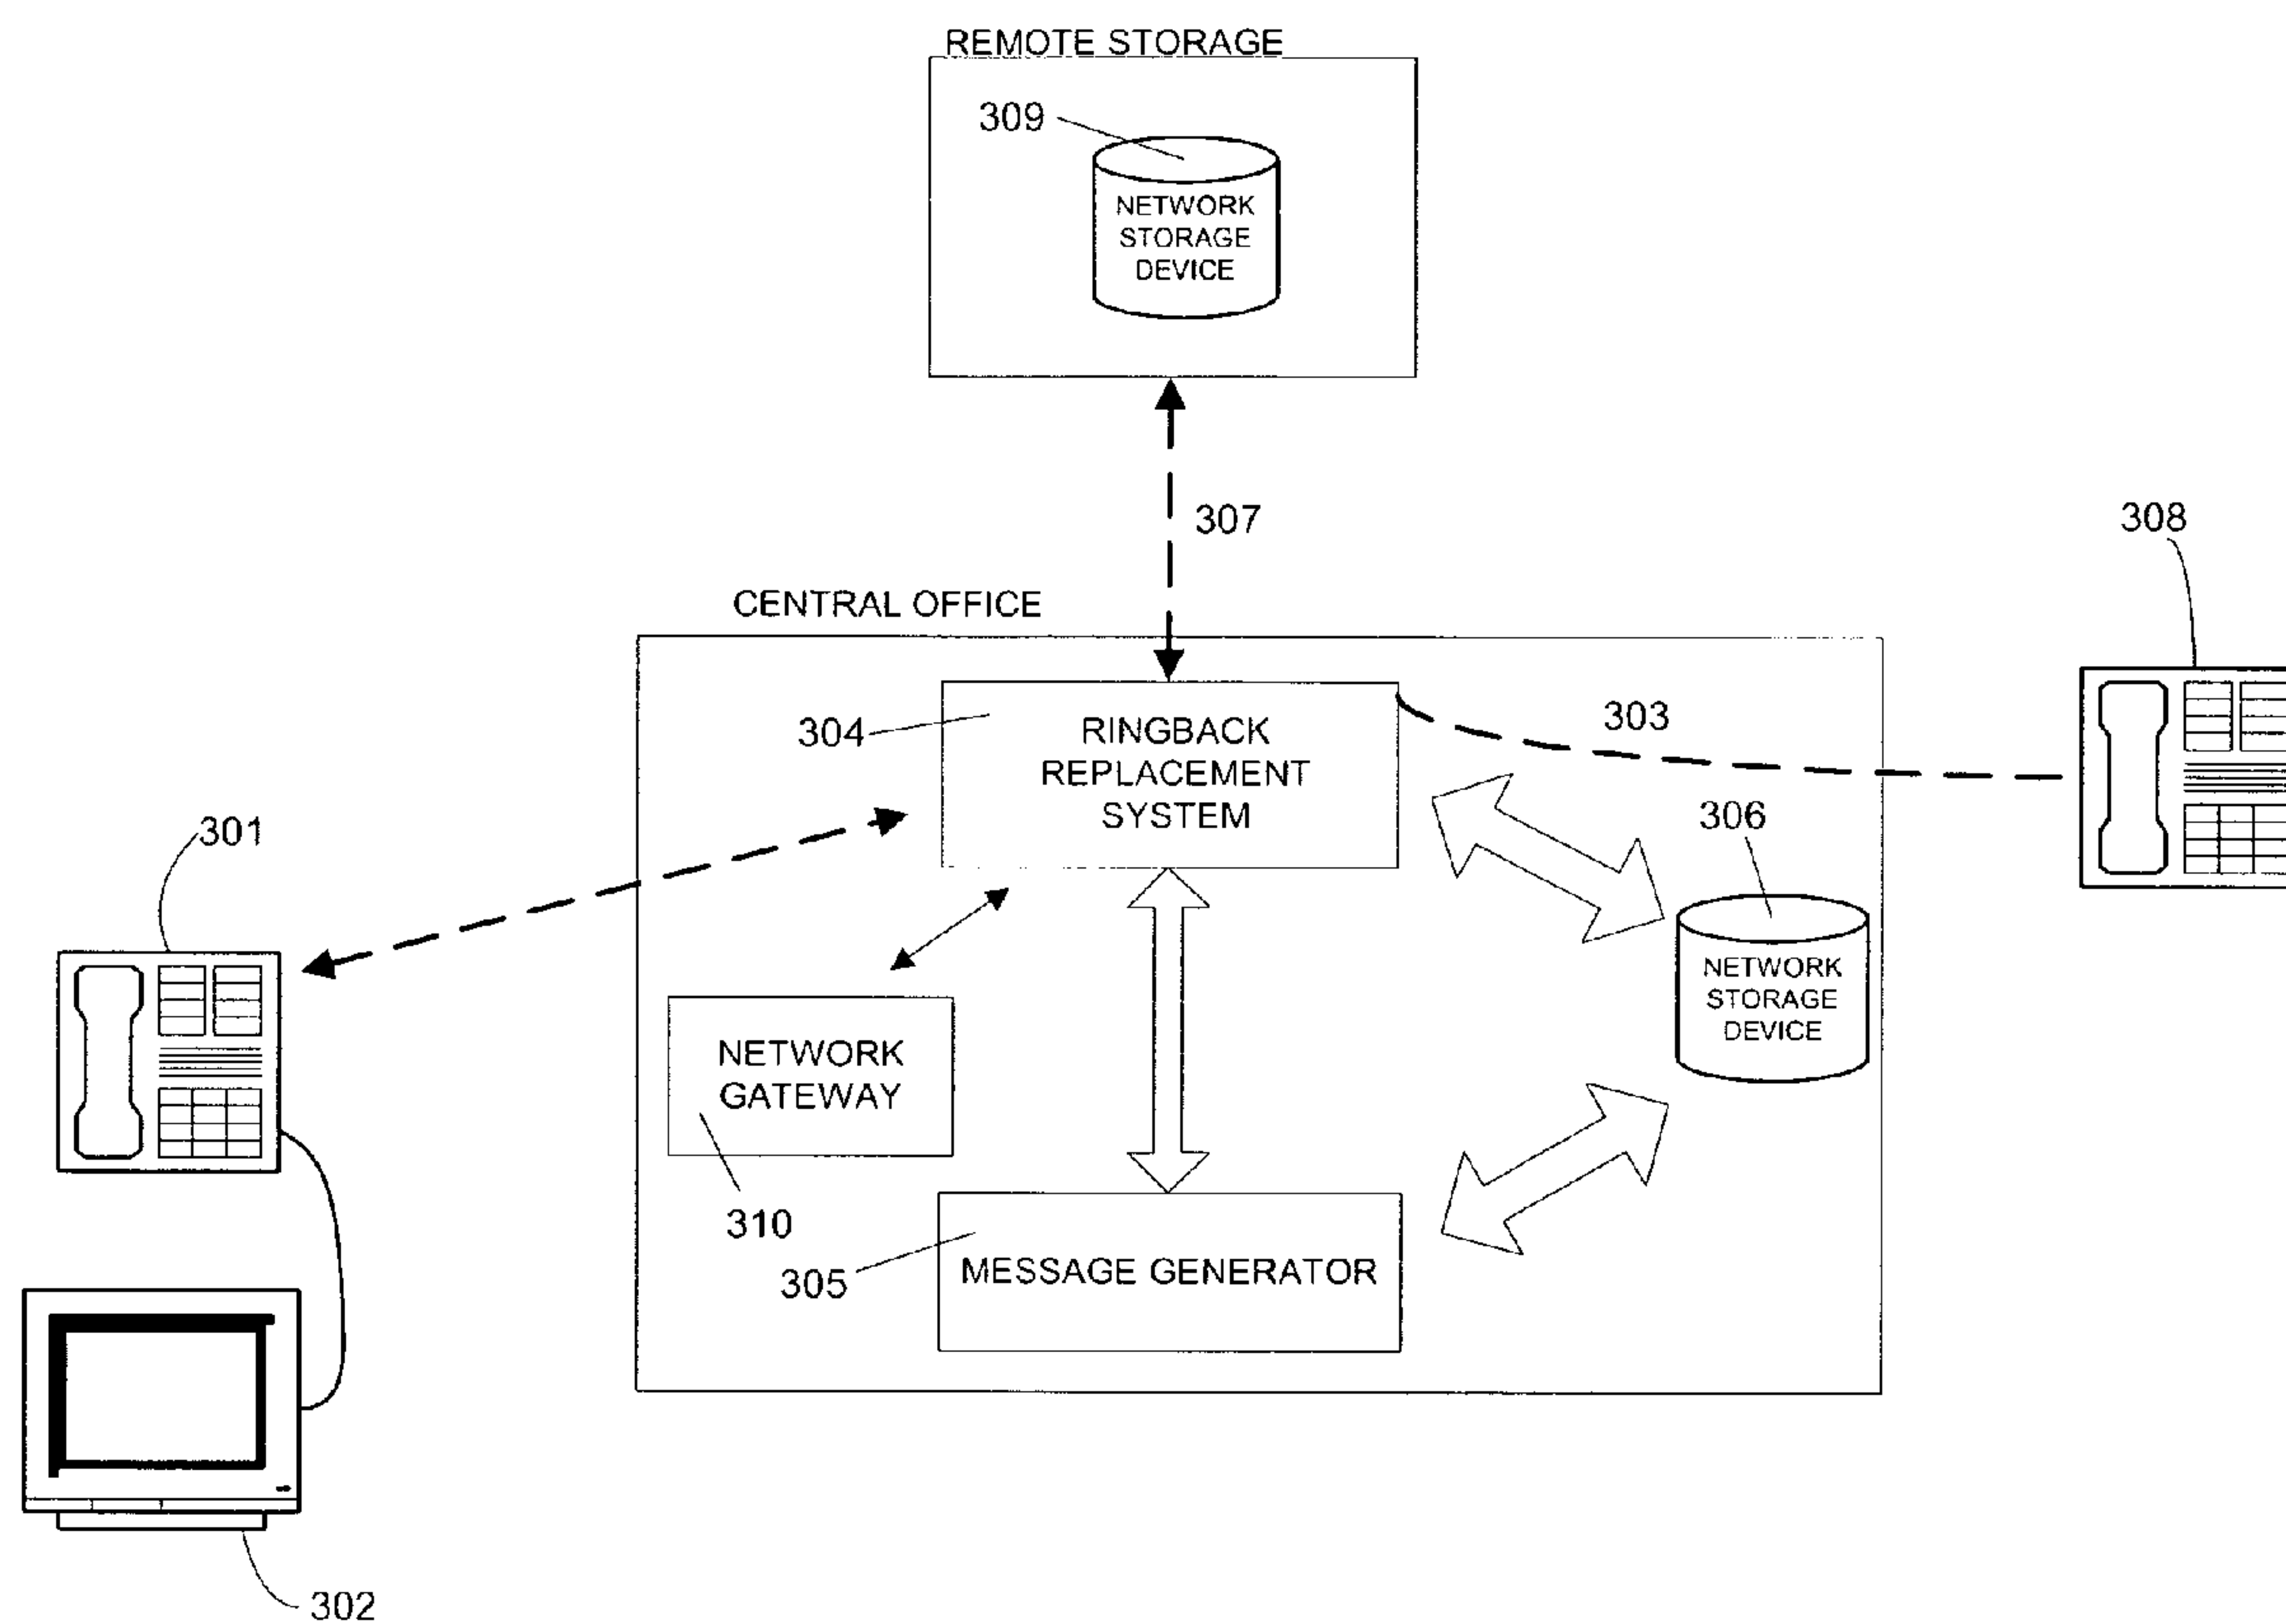 REMOTE STORAGE
309
NETWORK
STORAGE
DEVICE
307
308
CENTRAL OFFICE
304
RINGBACK
REPLACEMENT
SYSTEM
303
306
301
NETWORK
STORAGE
DEVICE
NETWORK
GATEWAY
310
305
MESSAGE GENERATOR
302